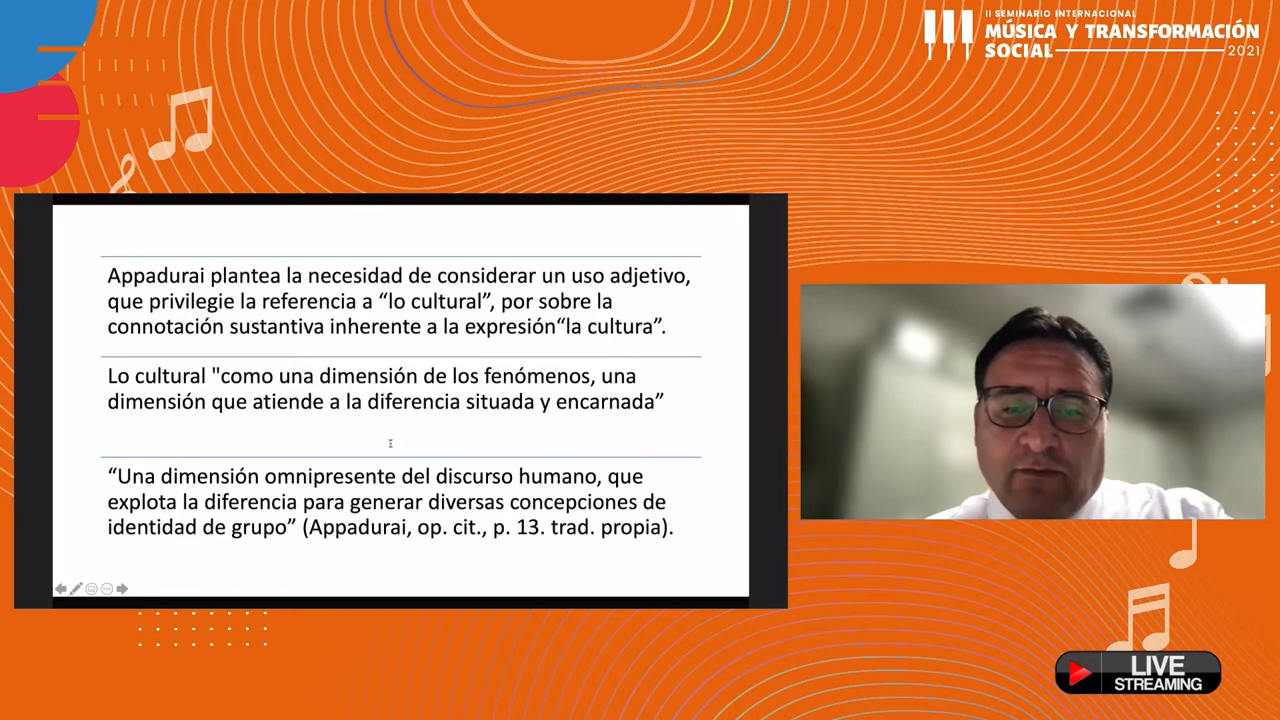 II SEMINARIO INTERNACIONAL
MÚSICA Y TRANSFORMACIÓN
SOCIAL
2021
Appadurai plantea la necesidad de considerar un uso adjetivo,
que privilegie la referencia a “lo cultural”, por sobre la
connotación sustantiva inherente a la expresión“la cultura”.
Lo cultural "como una dimensión de los fenómenos, una
dimensión que atiende a la diferencia situada y encarnada”
“Una dimensión omnipresente del discurso humano, que
explota la diferencia para generar diversas concepciones de
identidad de grupo” (Appadurai, op. cit., p. 13. trad. propia).
LIVE
STREAMING